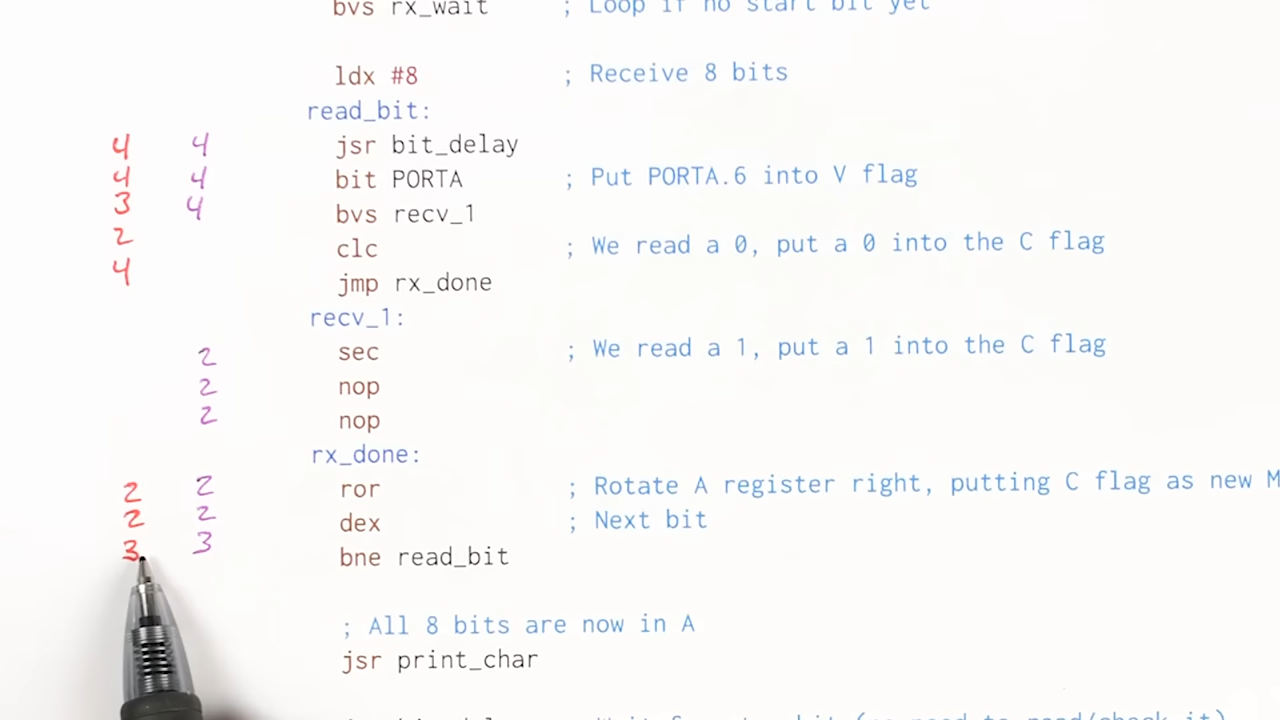 bvs rx_wait ; Loop if no start bit yet
ldx #8 ; Receive 8 bits
read_bit:
4 4 jsr bit_delay
4 4 bit PORTA ; Put PORTA.6 into V flag
3 4 bvs recv_1
2 clc ; We read a 0, put a 0 into the C flag
4 jmp rx_done
recv_1:
2 sec ; We read a 1, put a 1 into the C flag
2 nop
2 nop
rx_done:
2 2 ror ; Rotate A register right, putting C flag as new M
2 2 dex ; Next bit
3 3 bne read_bit
; All 8 bits are now in A
jsr print_char